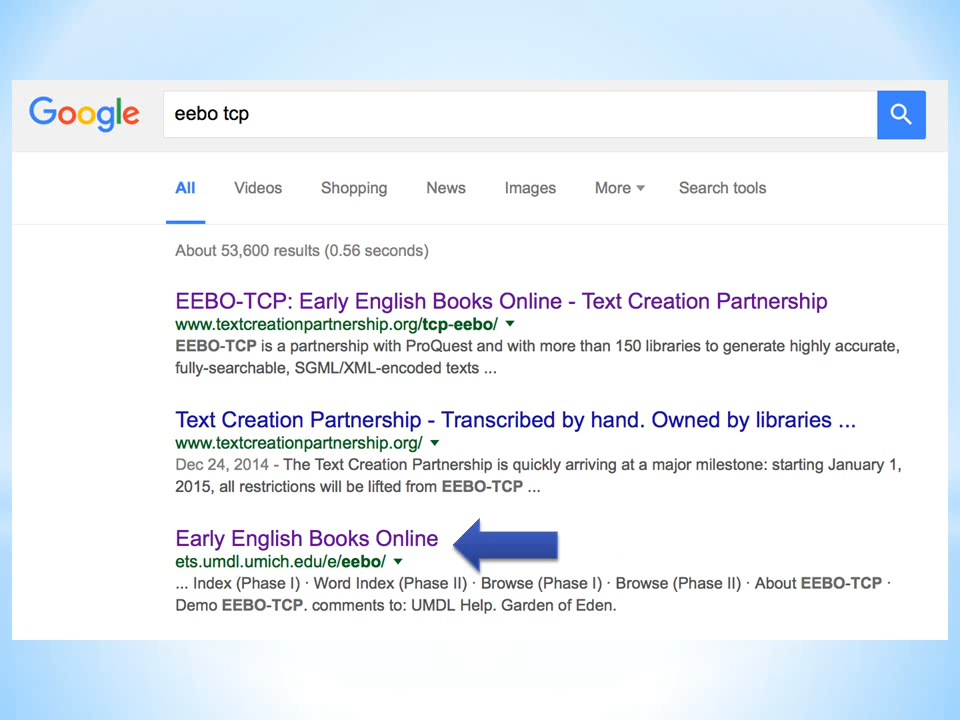 Google
eebo tcp
All Videos Shopping News Images More Search tools
About 53,600 results (0.56 seconds)
EEBO-TCP: Early English Books Online - Text Creation Partnership
www.textcreationpartnership.org/tcp-eebo/
EEBO-TCP is a partnership with ProQuest and with more than 150 libraries to generate highly accurate,
fully-searchable, SGML/XML-encoded texts ...
Text Creation Partnership - Transcribed by hand. Owned by libraries ...
www.textcreationpartnership.org/
Dec 24, 2014 - The Text Creation Partnership is quickly arriving at a major milestone: starting January 1,
2015, all restrictions will be lifted from EEBO-TCP ...
Early English Books Online
ets.umdl.umich.edu/e/eebo/
... Index (Phase I) · Word Index (Phase II) · Browse (Phase I) · Browse (Phase II) · About EEBO-TCP ·
Demo EEBO-TCP. comments to: UMDL Help. Garden of Eden.